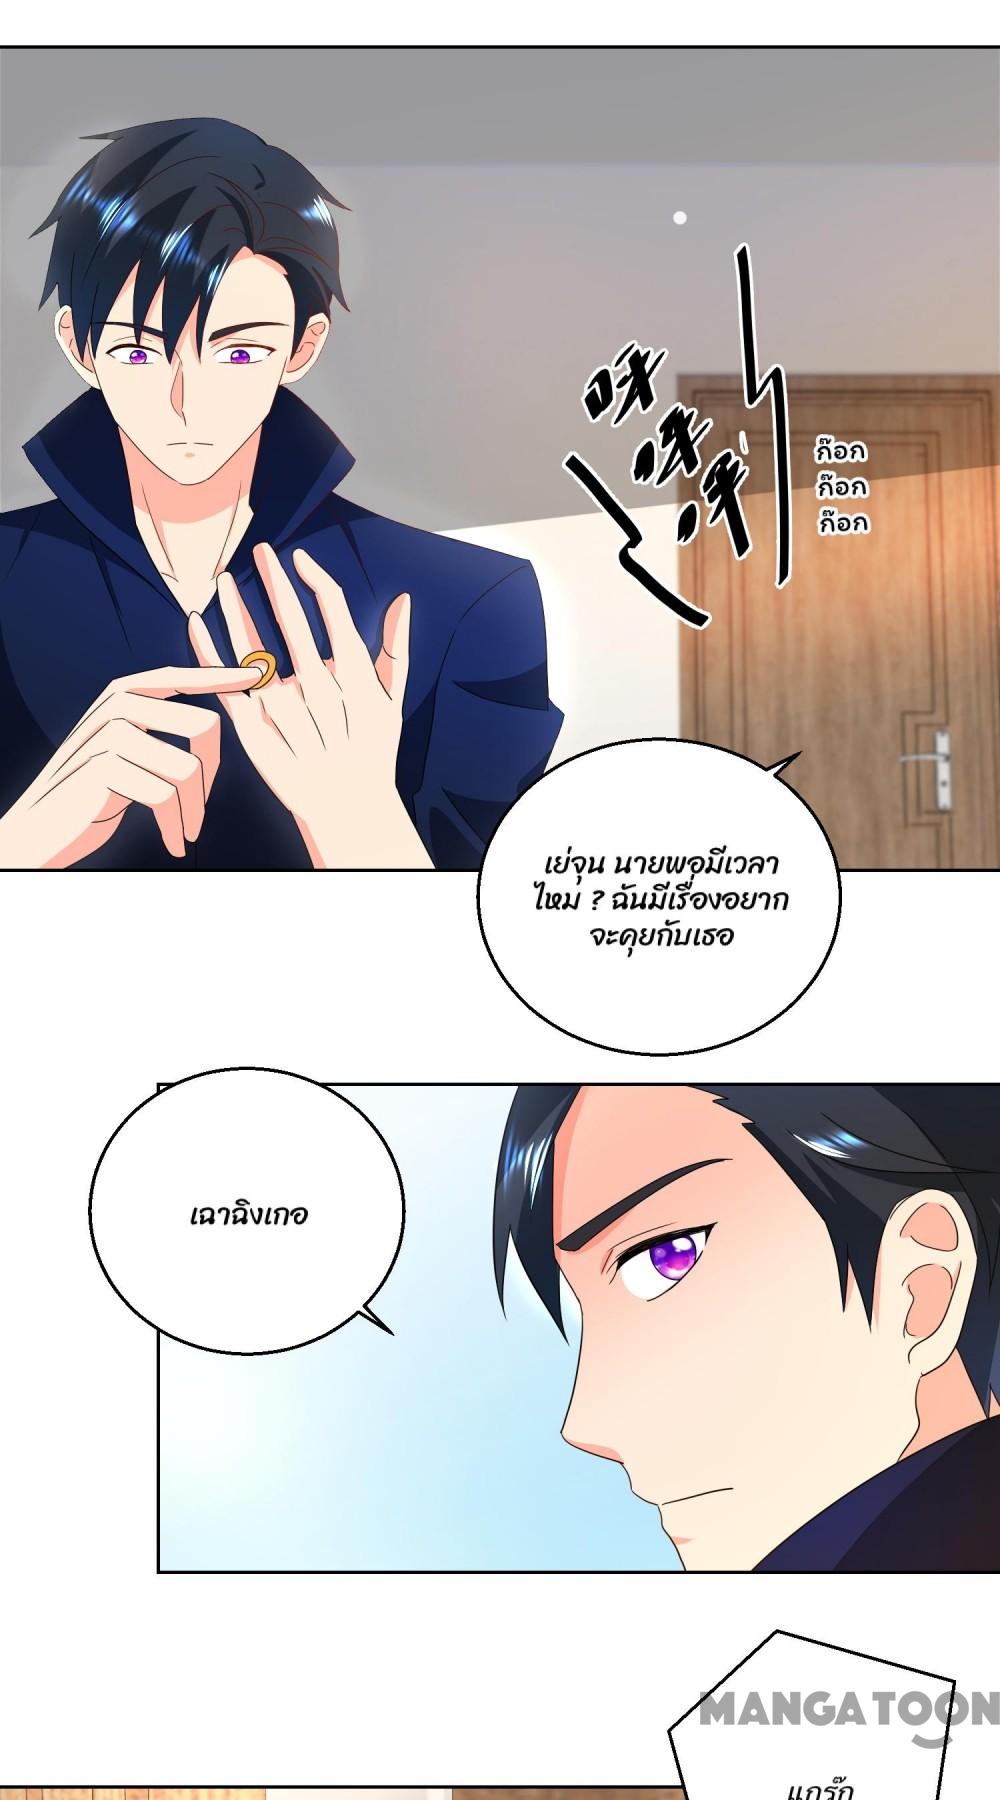 咚
咚
咚
ก๊อก
ก๊อก
ก๊อก
เย่จุน นายพอมีเวลา
ไหม ? ฉันมีเรื่องอยาก
จะคุยกับเธอ
เฉาฉิงเกอ
MANGATOON
แกร๊ก